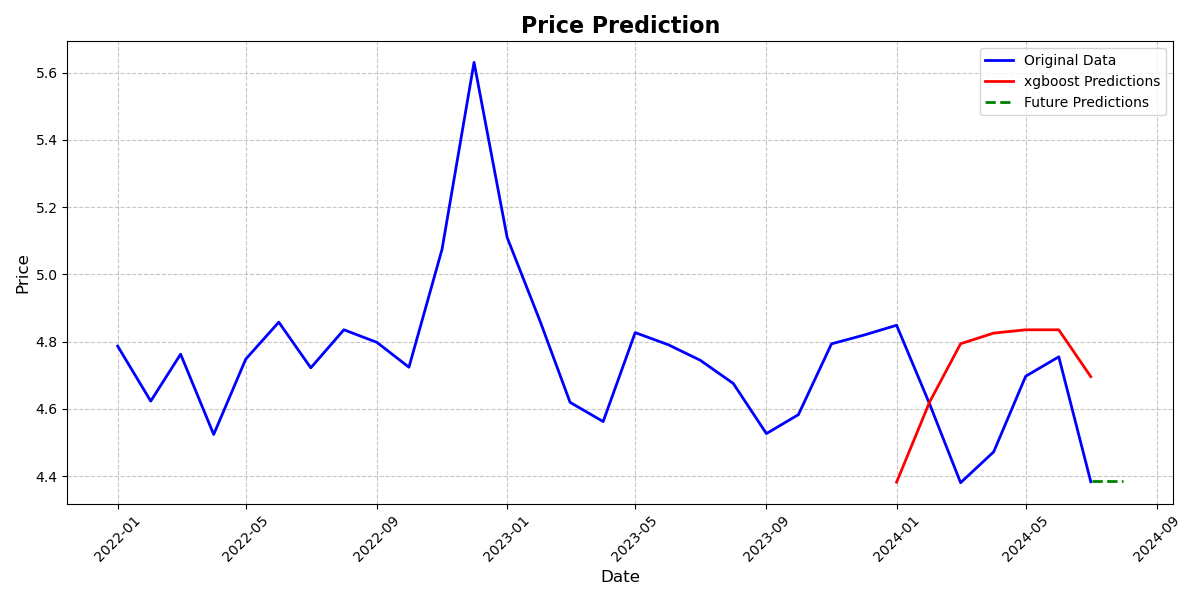 Price Prediction
Original Data
xgboost Predictions
Future Predictions
Price
5.6
5.4
5.2
5.0
4.8
4.6
4.4
2022-01
2022-05
2022-09
2023-01
2023-05
2023-09
2024-01
2024-05
2024-09
Date